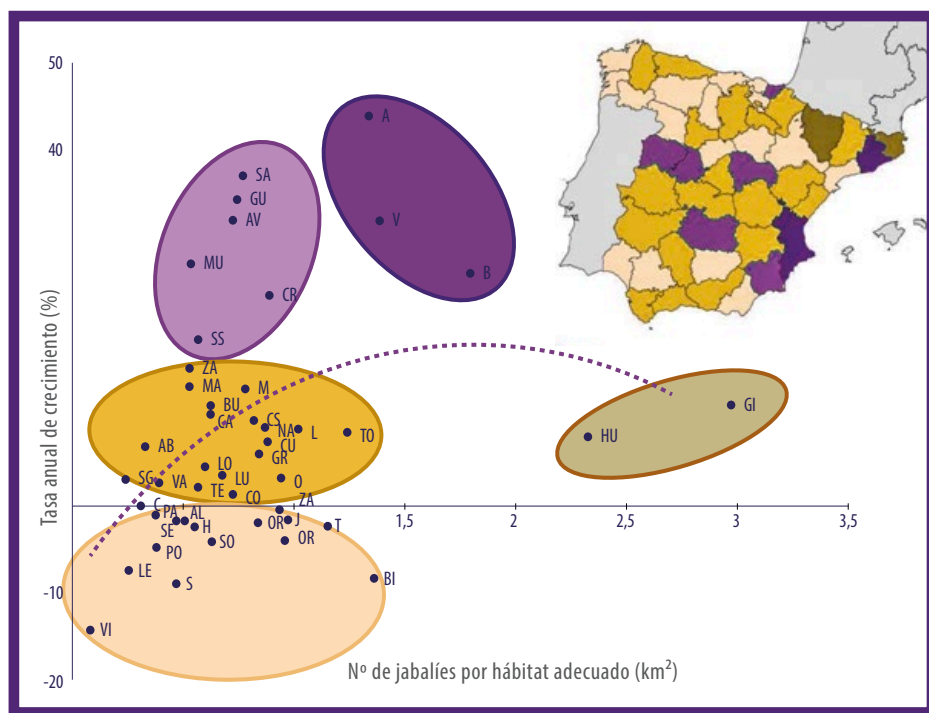 50
40
A
SA
GU
AV
V
MU
B
CR
SS
ZA
MA
M
BU
GI
CA
CS
NA
L
TO
HU
CU
AB
GR
LO
SG
VA
LU
O
TE
CO
ZA
C
PA
AL
OR
J
T
1,5
2
2,5
3
3,5
SE
H
PO
SO
OR
LE
S
BI
-10
VI
-20
Nº de jabalíes por hábitat adecuado (km²)
Tasa anual de crecimiento (%)